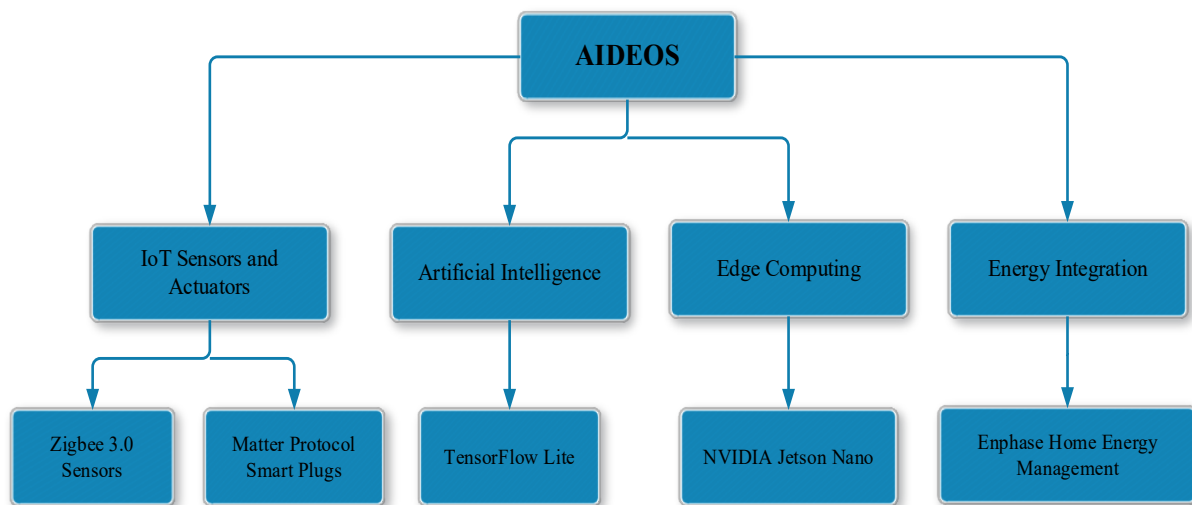 AIDEOS
IoT Sensors and
Actuators
Artificial Intelligence
Edge Computing
Energy Integration
Zigbee 3.0
Sensors
Matter Protocol
Smart Plugs
TensorFlow Lite
NVIDIA Jetson Nano
Enphase Home Energy
Management